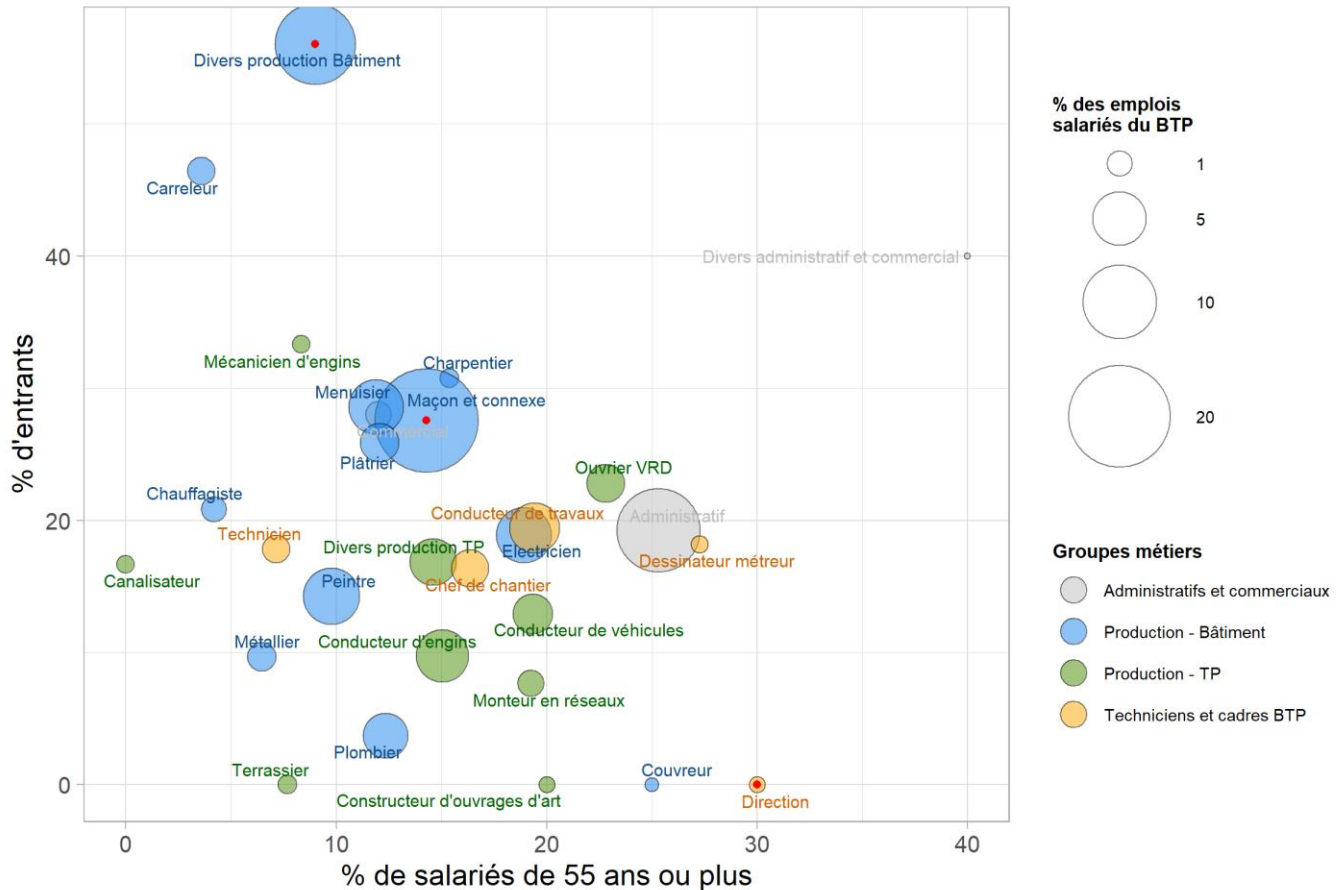 Divers production Bâtiment
Carreleur
Divers administratif et commercial
40
Mécanicien d'engins
Charpentier
Menuisier
Maçon et connexe
Commercial
Plâtrier
Ouvrier VRD
Chauffagiste
Conducteur de travaux
Administratif
20
Technicien
Divers production TP
Electricien
Dessinateur métreur
Canalisateur
Peintre
Chef de chantier
Métallier
Conducteur d'engins
Conducteur de véhicules
Monteur en réseaux
Plombier
Terrassier
Couvreur
0
Constructeur d'ouvrages d'art
Direction
0 10 20 30 40
% de salariés de 55 ans ou plus
% d'entrants
% des emplois
salariés du BTP
1
5
10
20
Groupes métiers
Administratifs et commerciaux
Production - Bâtiment
Production - TP
Techniciens et cadres BTP